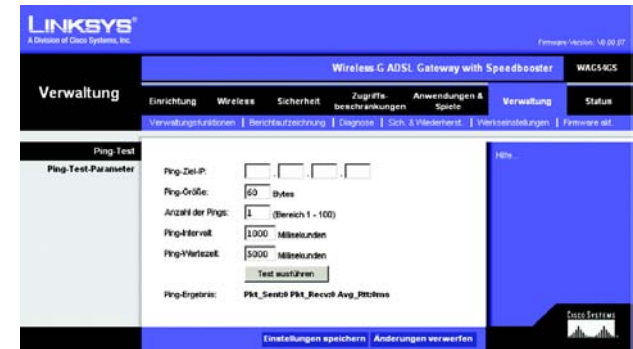 LINKSYS®
A Division of Cisco Systems, Inc.
Firmware-Version: V0.00.07
Wireless-G ADSL Gateway with Speedbooster WAG54GS
Verwaltung
Einrichtung Wireless Sicherheit Zugriffs-beschränkungen Anwendungen & Spiele Verwaltung Status
Verwaltungsfunktionen | Berichtaufzeichnung | Diagnose | Sich. & Wiederherst. | Werkseinstellungen | Firmware akt.
Ping-Test
Hilfe...
Ping-Test-Parameter
Ping-Ziel-IP: . . .
Ping-Größe: 60 Bytes
Anzahl der Pings: 1 (Bereich 1 - 100)
Ping-Intervall: 1000 Millisekunden
Ping-Wartezeit: 5000 Millisekunden
Test ausführen
Ping-Ergebnis: Pkt_Sent:0 Pkt_Recv:0 Avg_Rtt:0ms
CISCO SYSTEMS
Einstellungen speichern Änderungen verwerfen